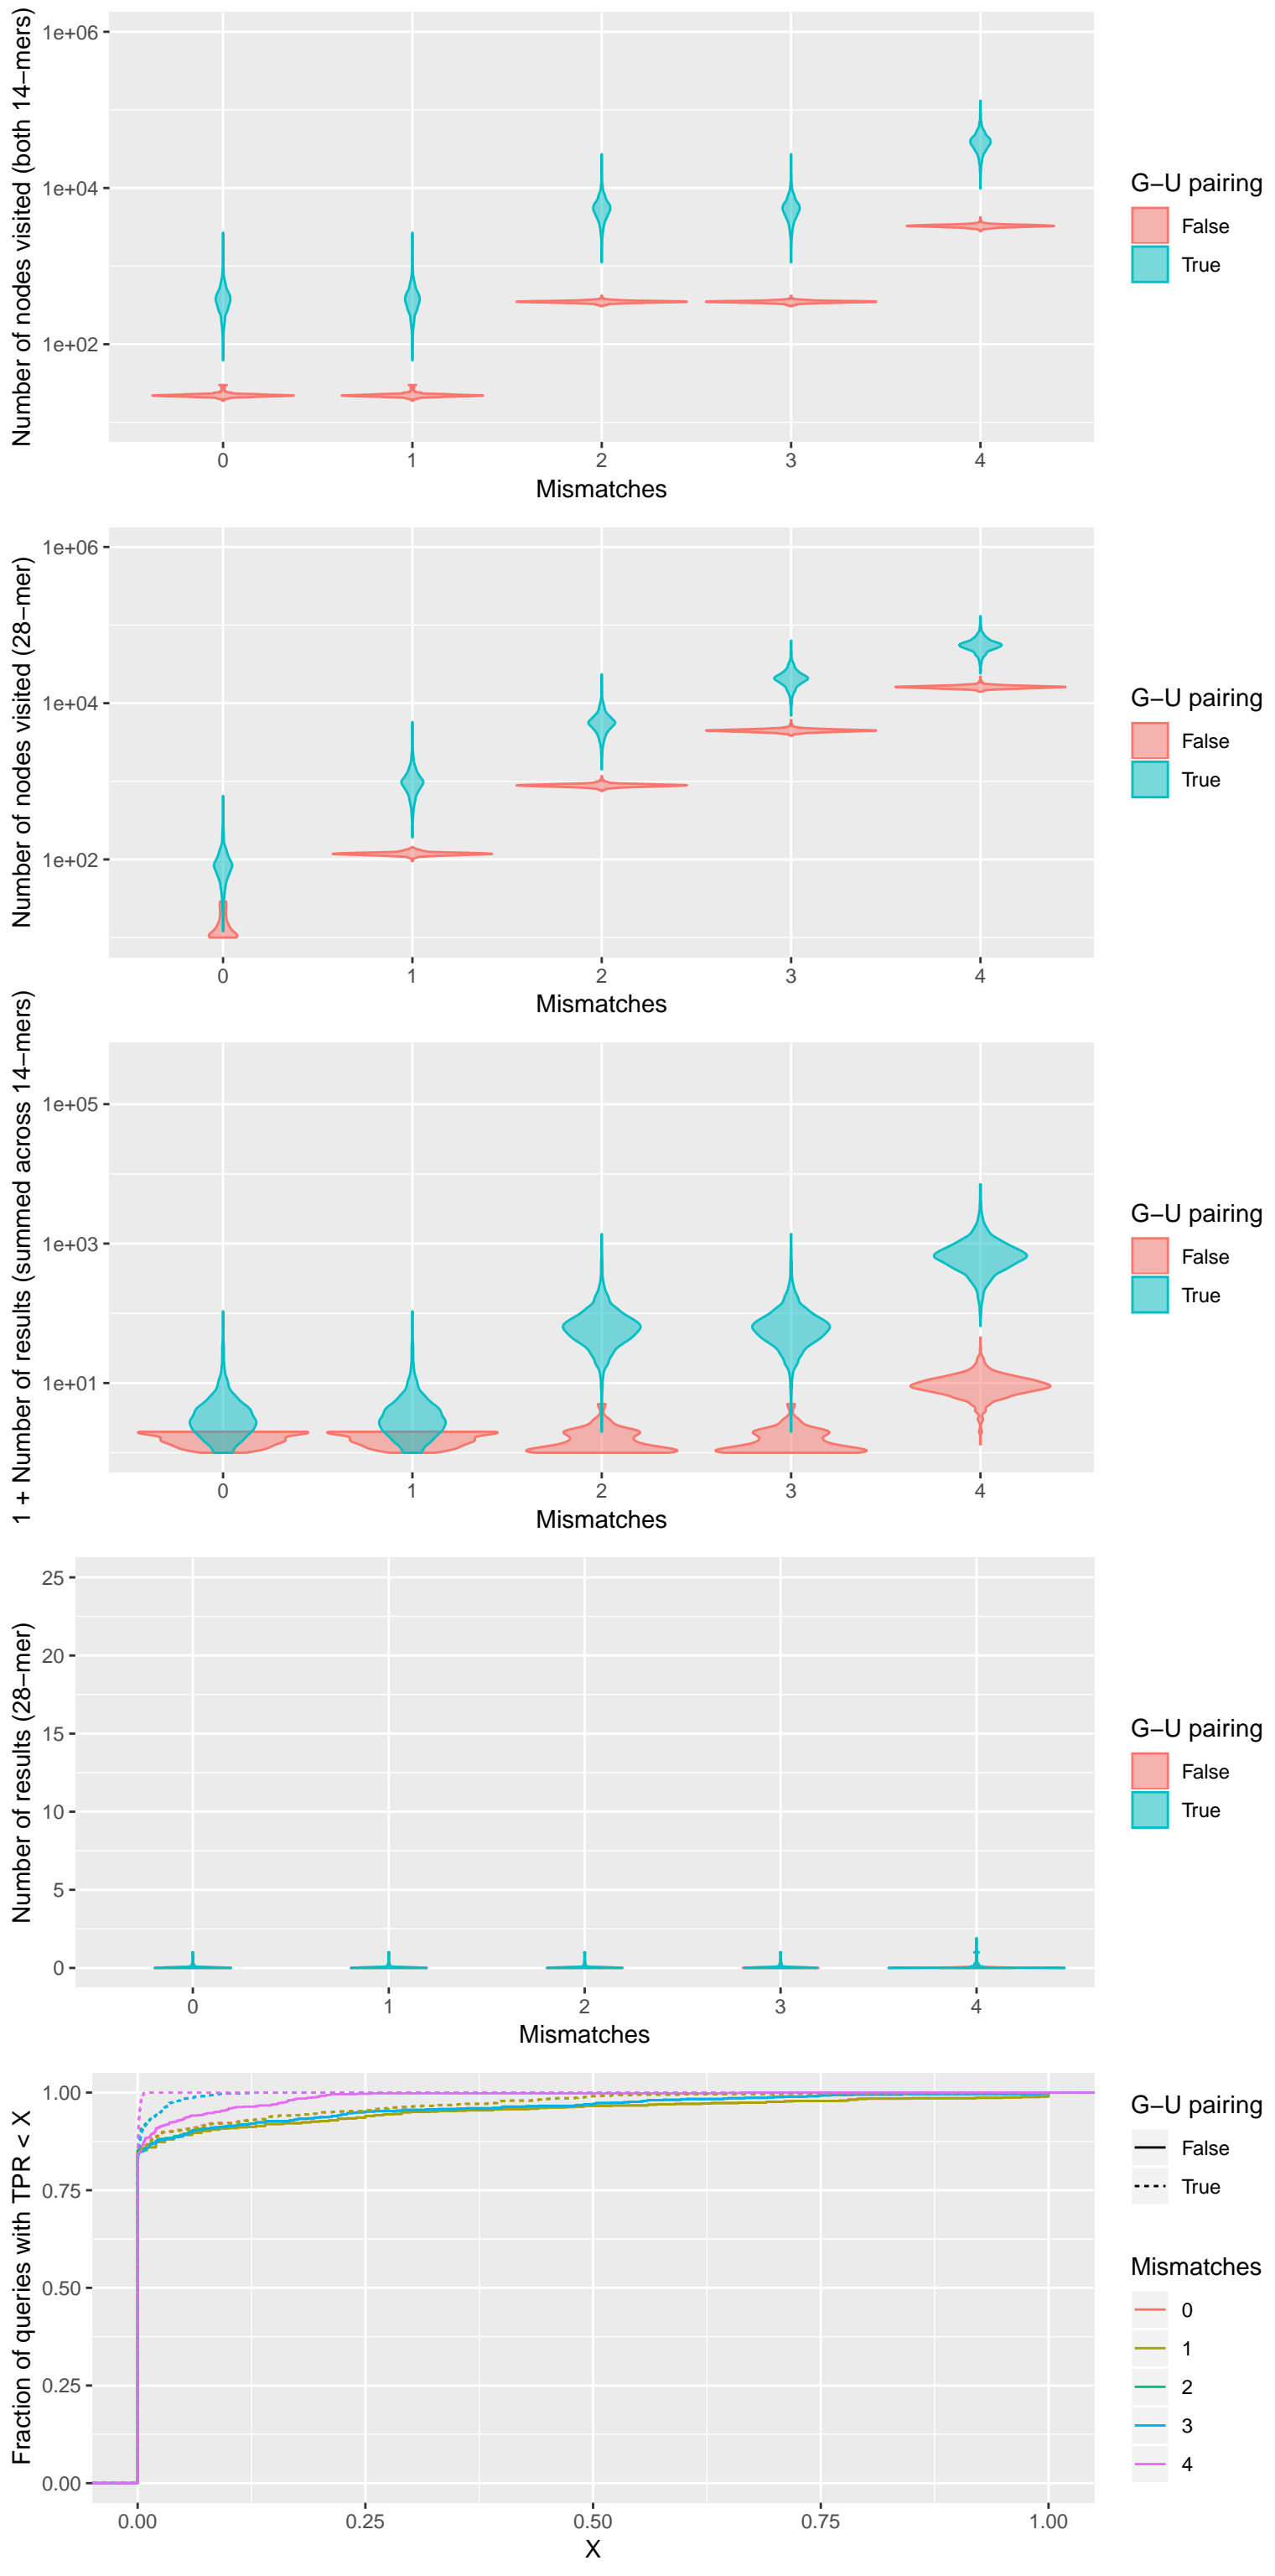 Number of nodes visited (both 14−mers)
1e+06
1e+04
1e+02
0 1 2 3 4
Mismatches
G−U pairing
False
True
Number of nodes visited (28−mer)
1e+06
1e+04
1e+02
0 1 2 3 4
Mismatches
G−U pairing
False
True
1 + Number of results (summed across 14−mers)
1e+05
1e+03
1e+01
0 1 2 3 4
Mismatches
G−U pairing
False
True
Number of results (28−mer)
25
20
15
10
5
0
0 1 2 3 4
Mismatches
G−U pairing
False
True
Fraction of queries with TPR < X
1.00
0.75
0.50
0.25
0.00
0.00 0.25 0.50 0.75 1.00
X
G−U pairing
False
True
Mismatches
0
1
2
3
4